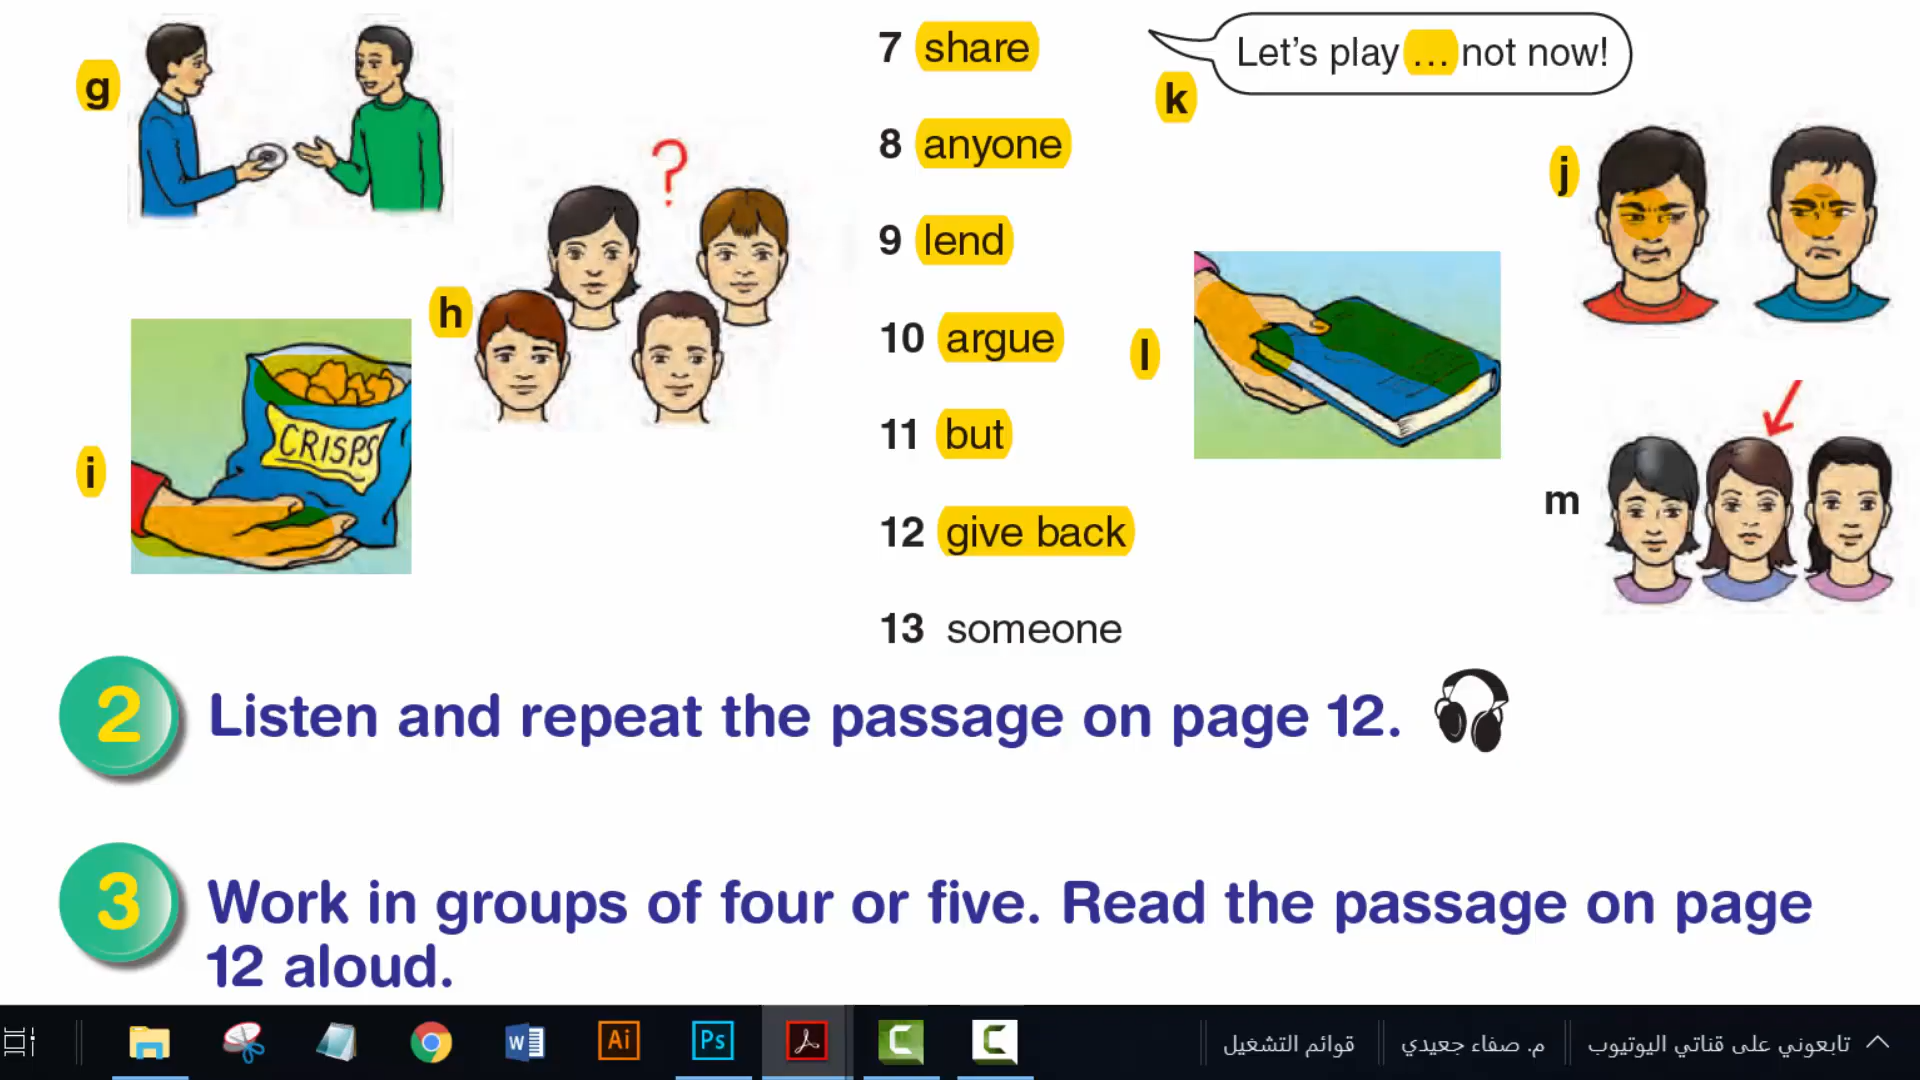 g
h
i
CRISPS
?
7 share
8 anyone
9 lend
10 argue
11 but
12 give back
13 someone
k
Let's play ... not now!
j
l
m
2 Listen and repeat the passage on page 12.
3 Work in groups of four or five. Read the passage on page
12 aloud.
W
Ai
Ps
C
C
قوائم التشغيل
م. صفاء جعيدي
تابعوني على قناتي اليوتيوب